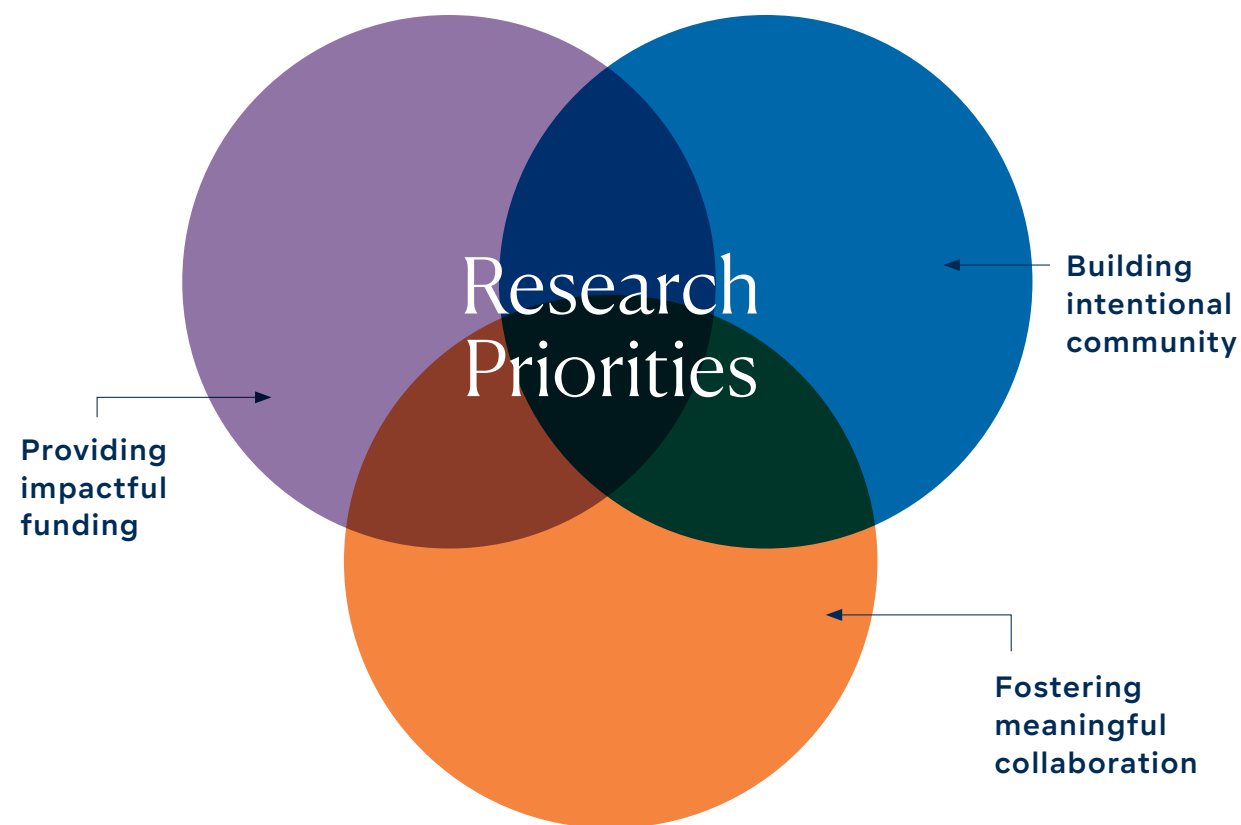 Research
Priorities
Building
intentional
community
Providing
impactful
funding
Fostering
meaningful
collaboration